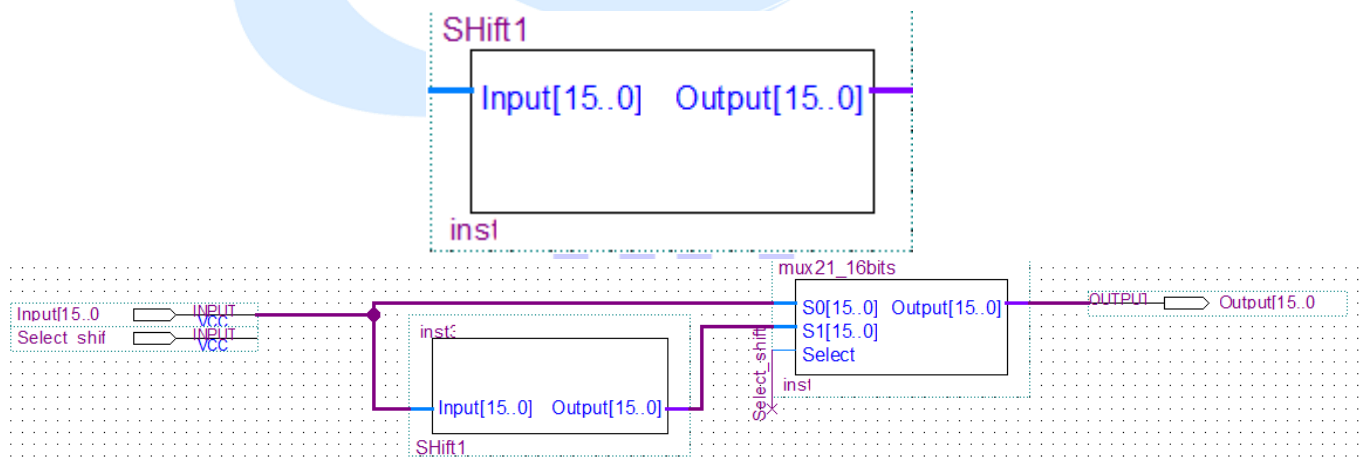 SHift1
Input[15..0] Output[15..0]
inst
mux21_16bits
Input[15..0 INPUT
VCC
Select shif INPUT
VCC
S0[15..0] Output[15..0]
S1[15..0]
Select
Select_shift
inst
OUTPUT Output[15..0
inst3
Input[15..0] Output[15..0]
SHift1